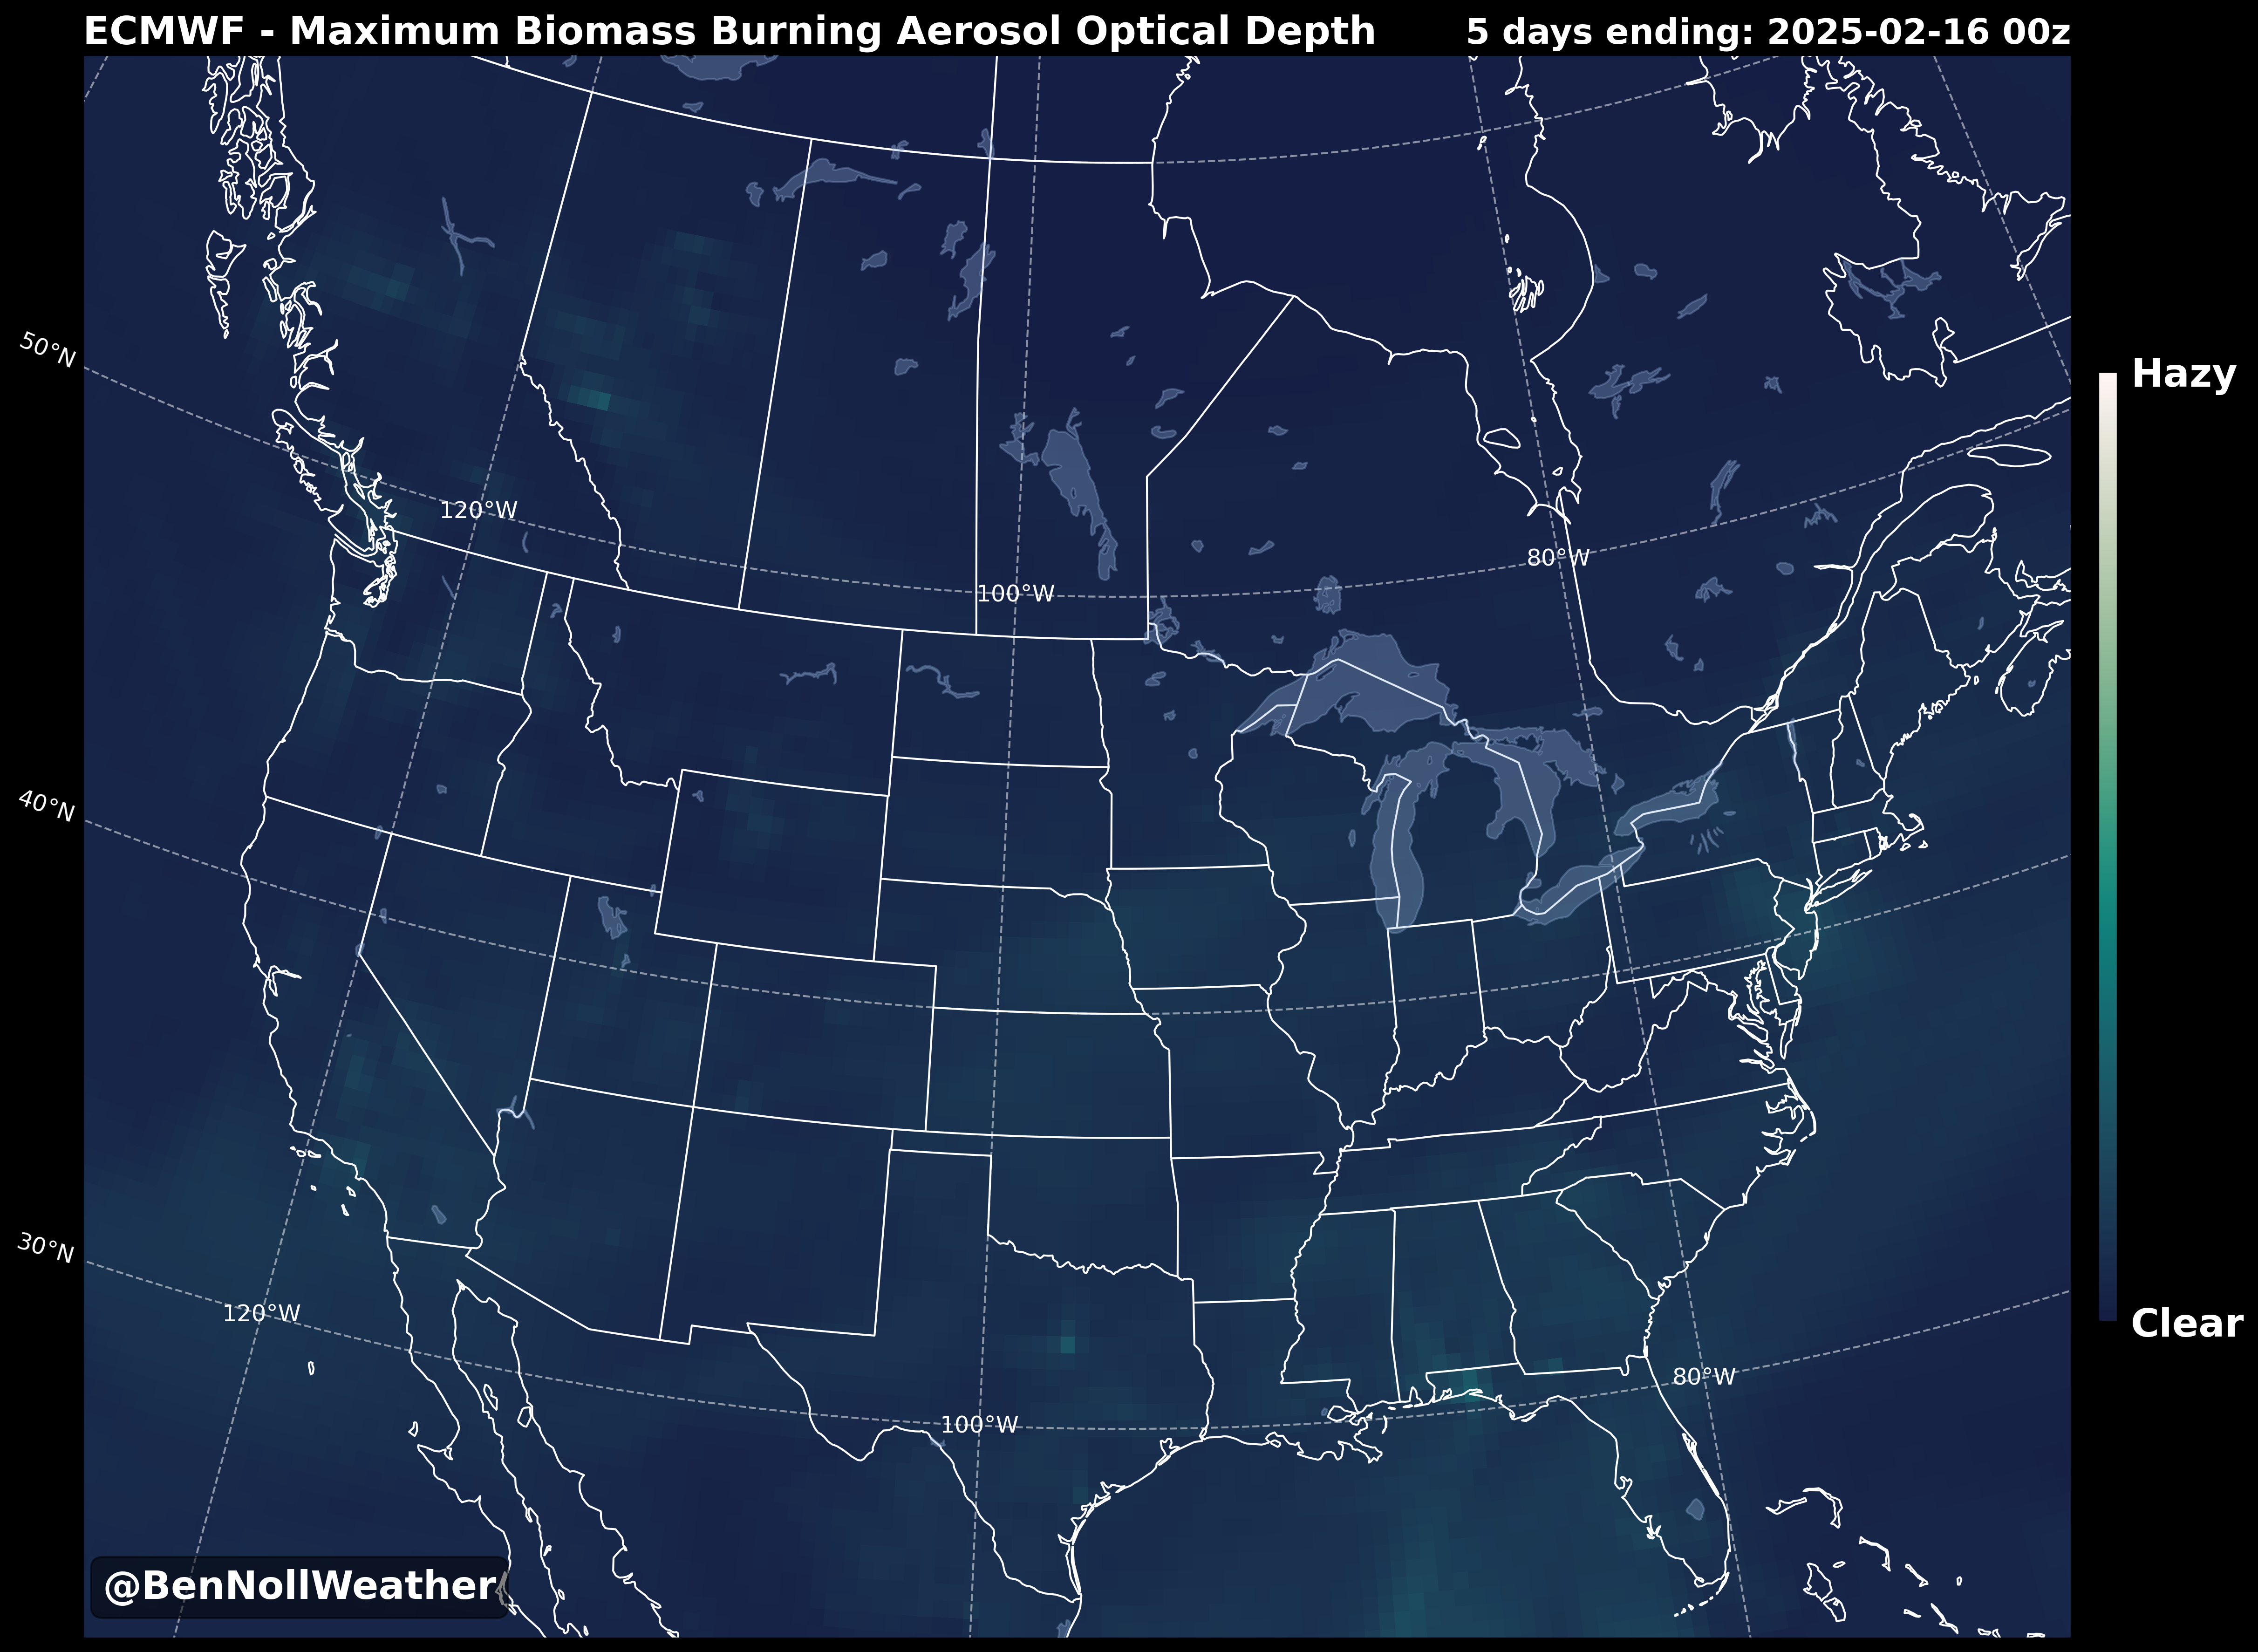 ECMWF - Maximum Biomass Burning Aerosol Optical Depth
5 days ending: 2025-02-16 00z
50°N
Hazy
120°W
80°W
100°W
40°N
30°N
120°W
Clear
80°W
100°W
@BenNollWeather